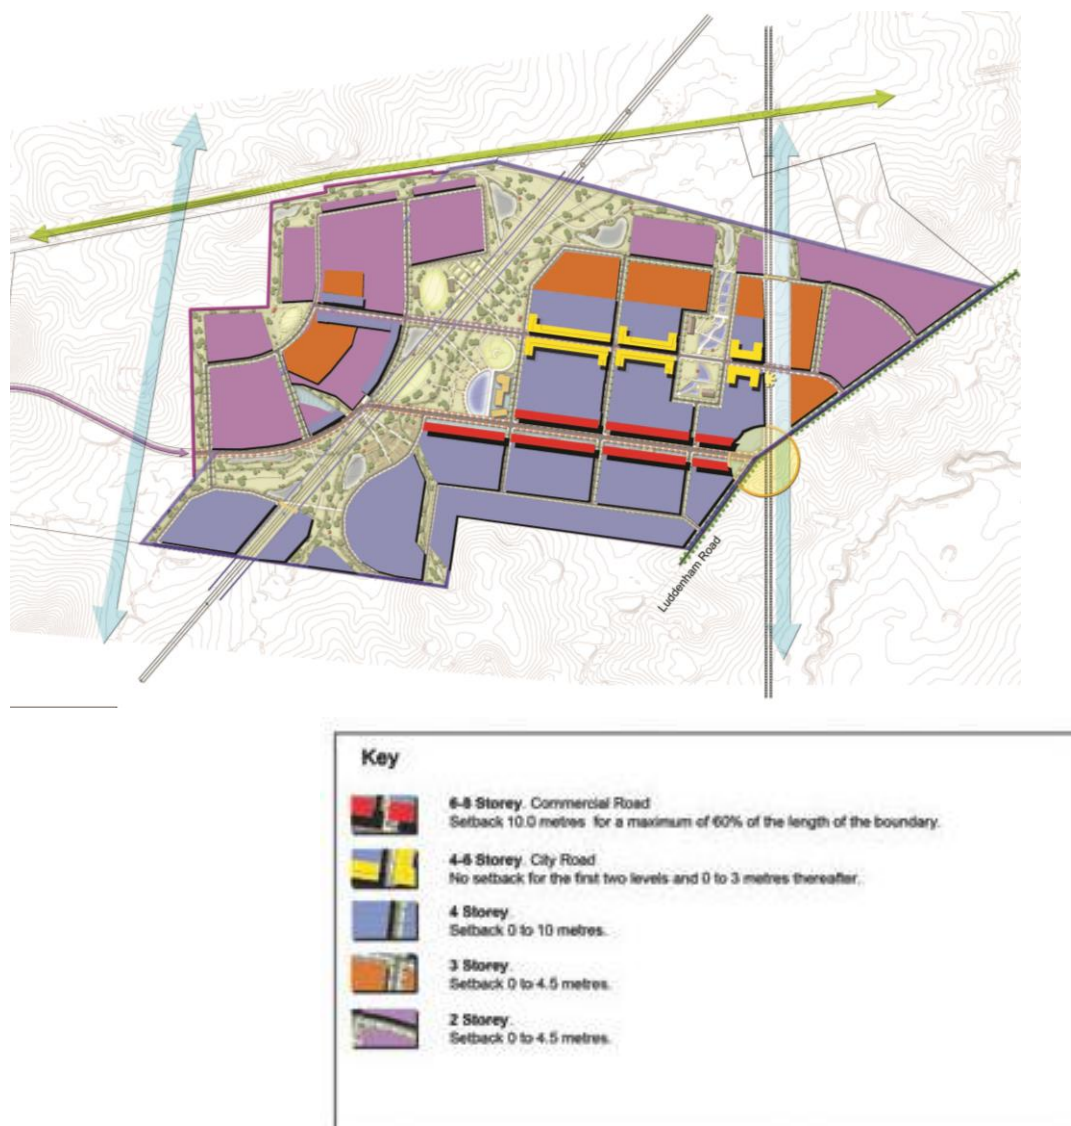 Luddenham Road
Key
6-8 Storey. Commercial Road
Setback 10.0 metres for a maximum of 60% of the length of the boundary.
4-6 Storey. City Road
No setback for the first two levels and 0 to 3 metres thereafter.
4 Storey.
Setback 0 to 10 metres.
3 Storey.
Setback 0 to 4.5 metres.
2 Storey.
Setback 0 to 4.5 metres.